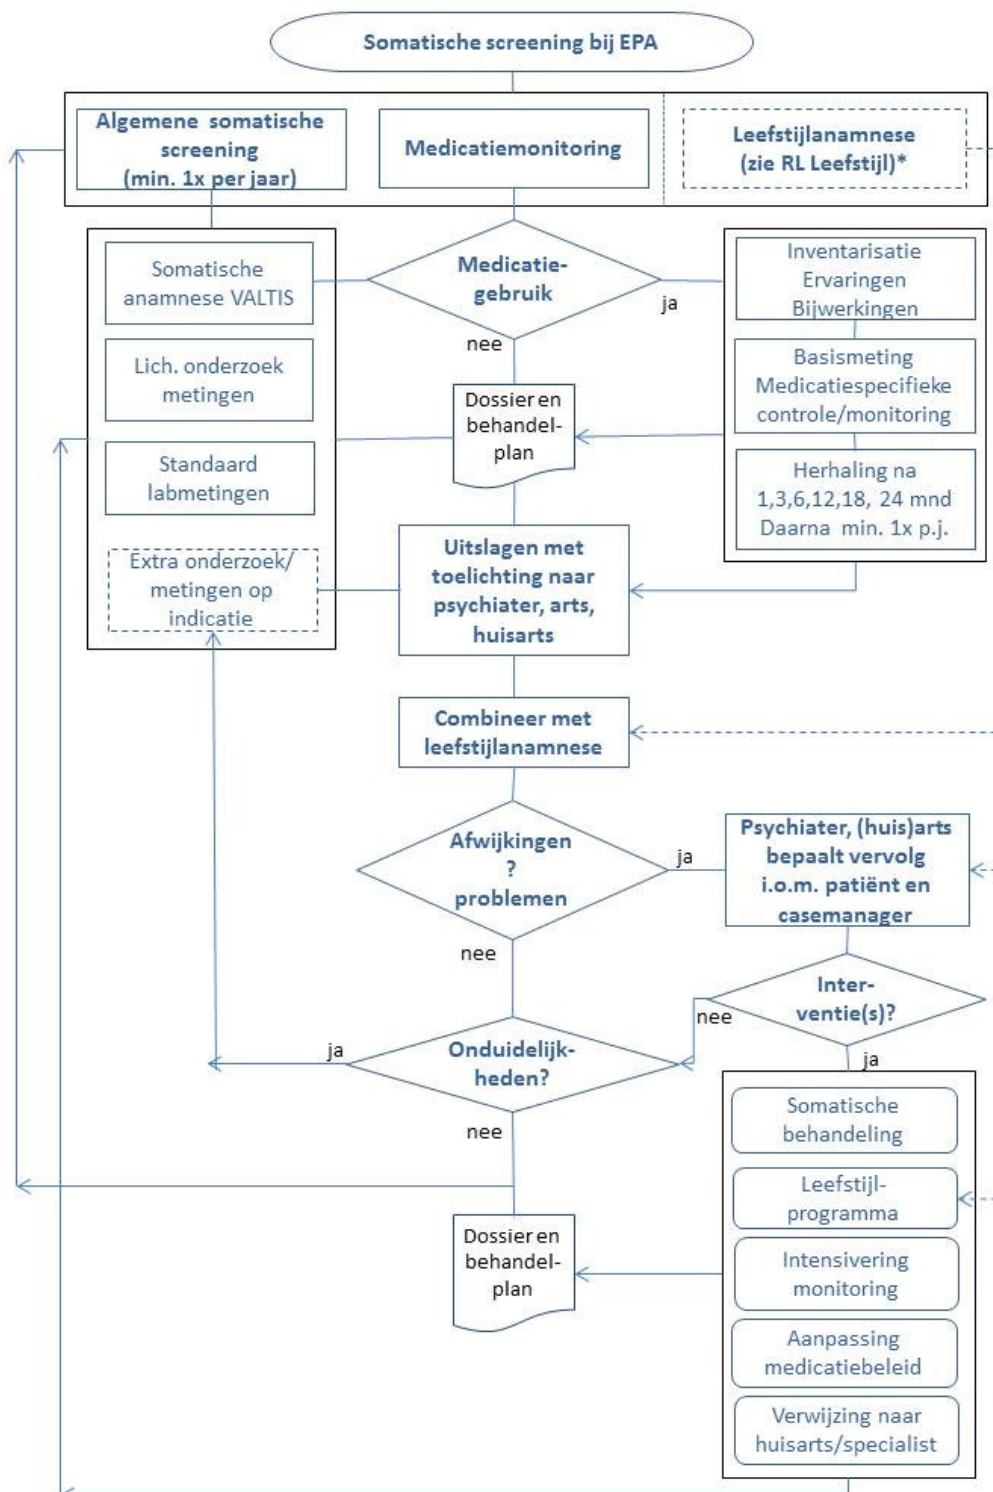 Somatische screening bij EPA
Algemene somatische
screening
(min. 1x per jaar)
Medicatiemonitoring
Leefstijlanamnese
(zie RL Leefstijl)*
Somatische
anamnese VALTIS
Lich. onderzoek
metingen
Standaard
labmetingen
Extra onderzoek/
metingen op
indicatie
Medicatie-
gebruik
ja
nee
Inventarisatie
Ervaringen
Bijwerkingen
Basismeting
Medicatiespecifieke
controle/monitoring
Herhaling na
1,3,6,12,18, 24 mnd
Daarna min. 1x p.j.
Dossier en
behandel-
plan
Uitslagen met
toelichting naar
psychiater, arts,
huisarts
Combineer met
leefstijlanamnese
Afwijkingen
?
problemen
ja
nee
Psychiater, (huis)arts
bepaalt vervolg
i.o.m. patiënt en
casemanager
Inter-
ventie(s)?
nee
ja
Onduidelijk-
heden?
ja
nee
Somatische
behandeling
Leefstijl-
programma
Intensivering
monitoring
Aanpassing
medicatiebeleid
Verwijzing naar
huisarts/specialist
Dossier en
behandel-
plan